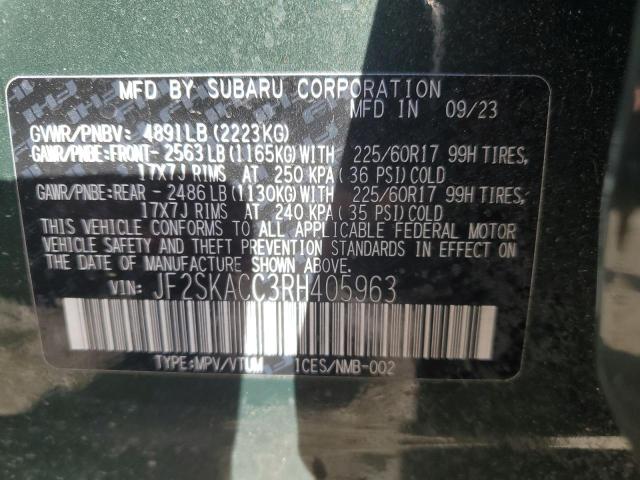 MFD BY SUBARU CORPORATION
MFD IN 09/23
GVWR/PNBV: 4891LB(2223KG)
GAWR/PNBE:FRONT- 2563LB(1165KG)WITH 225/60R17 99H TIRES,
17X7J RIMS AT 250 KPA(36 PSI)COLD
GAWR/PNBE:REAR - 2486LB(1130KG)WITH 225/60R17 99H TIRES,
17X7J RIMS AT 240 KPA(35 PSI)COLD
THIS VEHICLE CONFORMS TO ALL APPLICABLE FEDERAL MOTOR
VEHICLE SAFETY AND THEFT PREVENTION STANDARDS IN EFFECT ON
THE DATE OF MANUFACTURE SHOWN ABOVE.
VIN: JF2SKACC3RH405963
TYPE:MPV/VTUM ICES/NMB-002